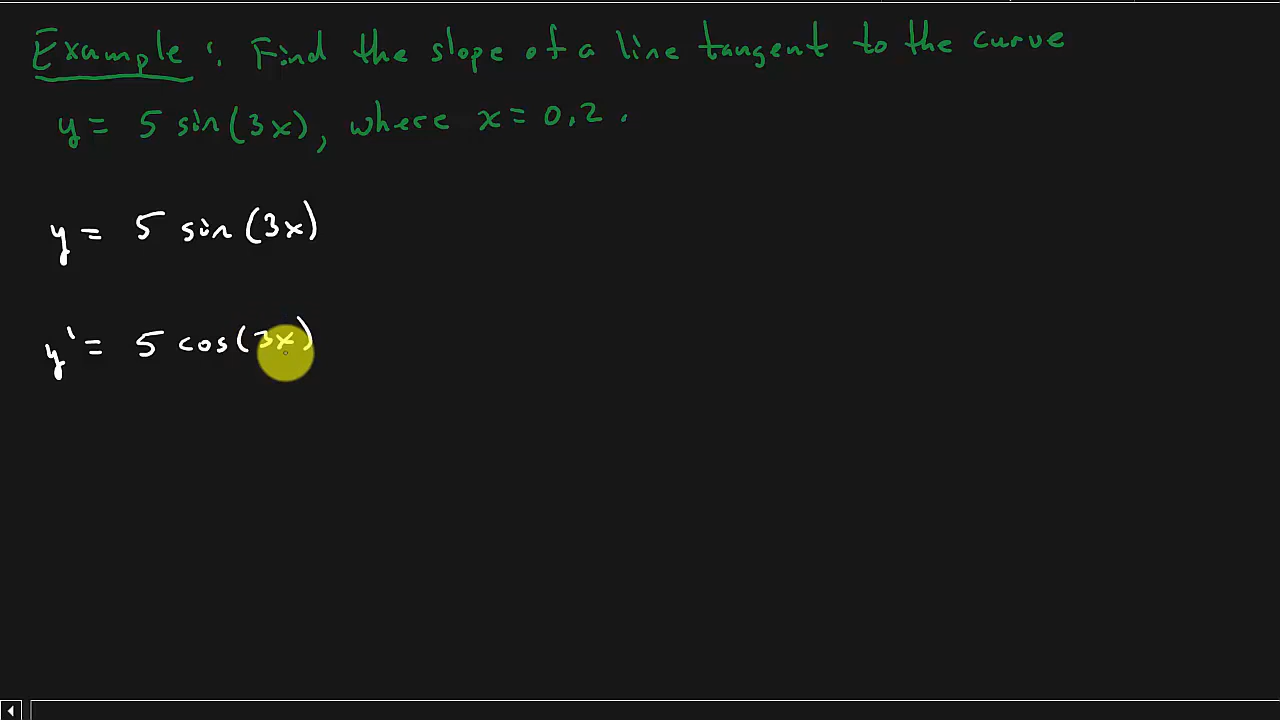 Example: Find the slope of a line tangent to the curve
y = 5 sin(3x), where x = 0.2.
y = 5 sin(3x)
y' = 5 cos(3x)